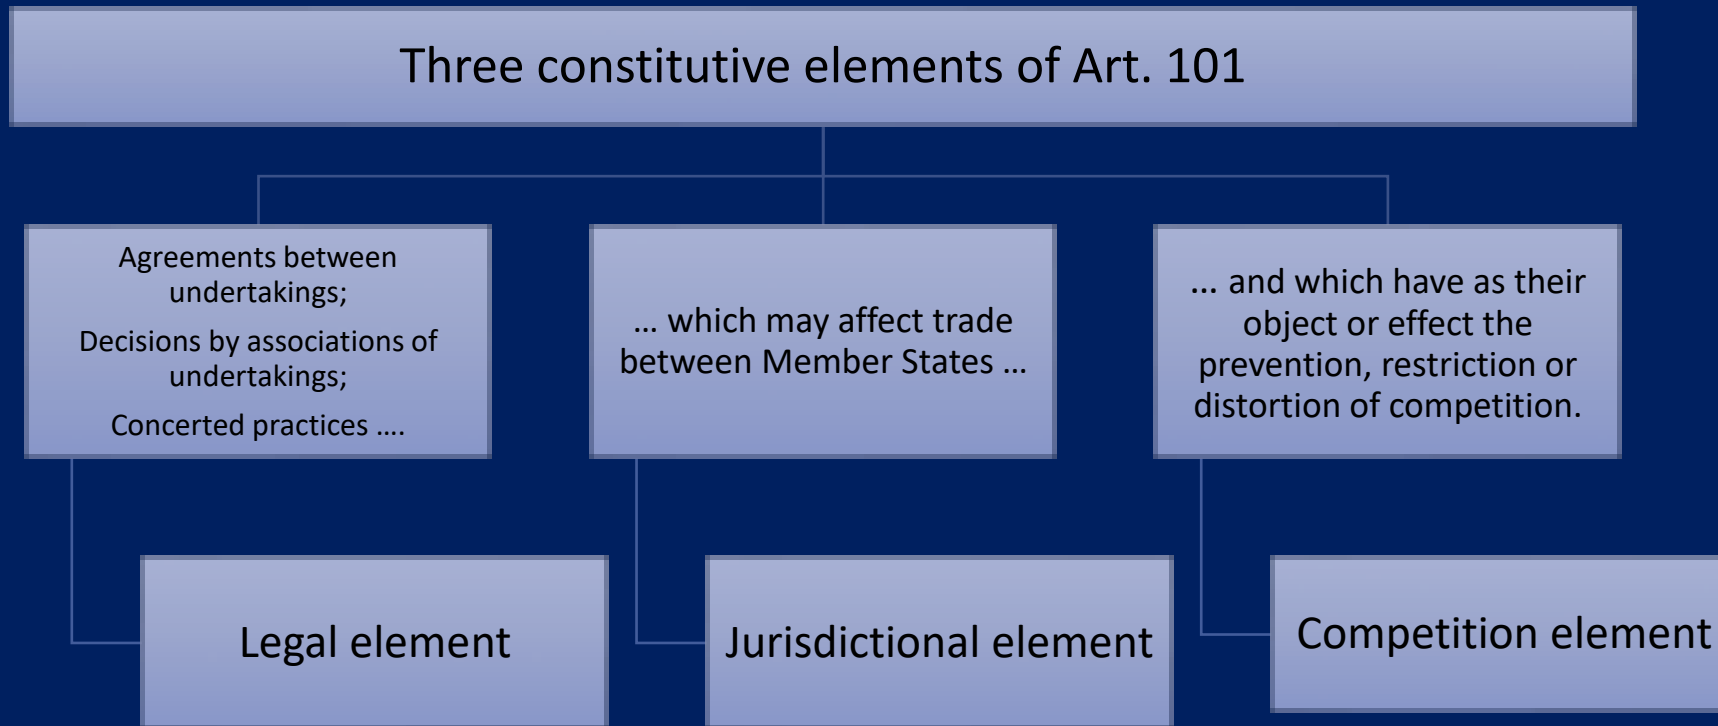 Three constitutive elements of Art. 101
Agreements between
undertakings;
Decisions by associations of
undertakings;
Concerted practices ....
... which may affect trade
between Member States ...
... and which have as their
object or effect the
prevention, restriction or
distortion of competition.
Legal element
Jurisdictional element
Competition element